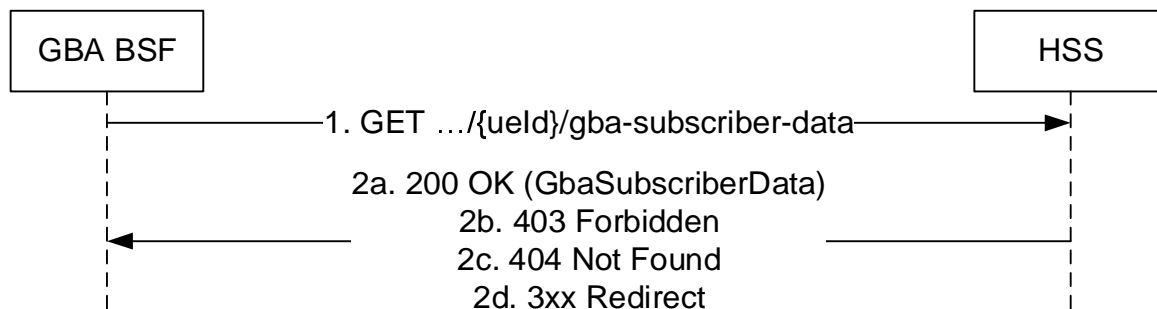 GBA BSF
HSS
1. GET …/{ueId}/gba-subscriber-data
2a. 200 OK (GbaSubscriberData)
2b. 403 Forbidden
2c. 404 Not Found
2d. 3xx Redirect